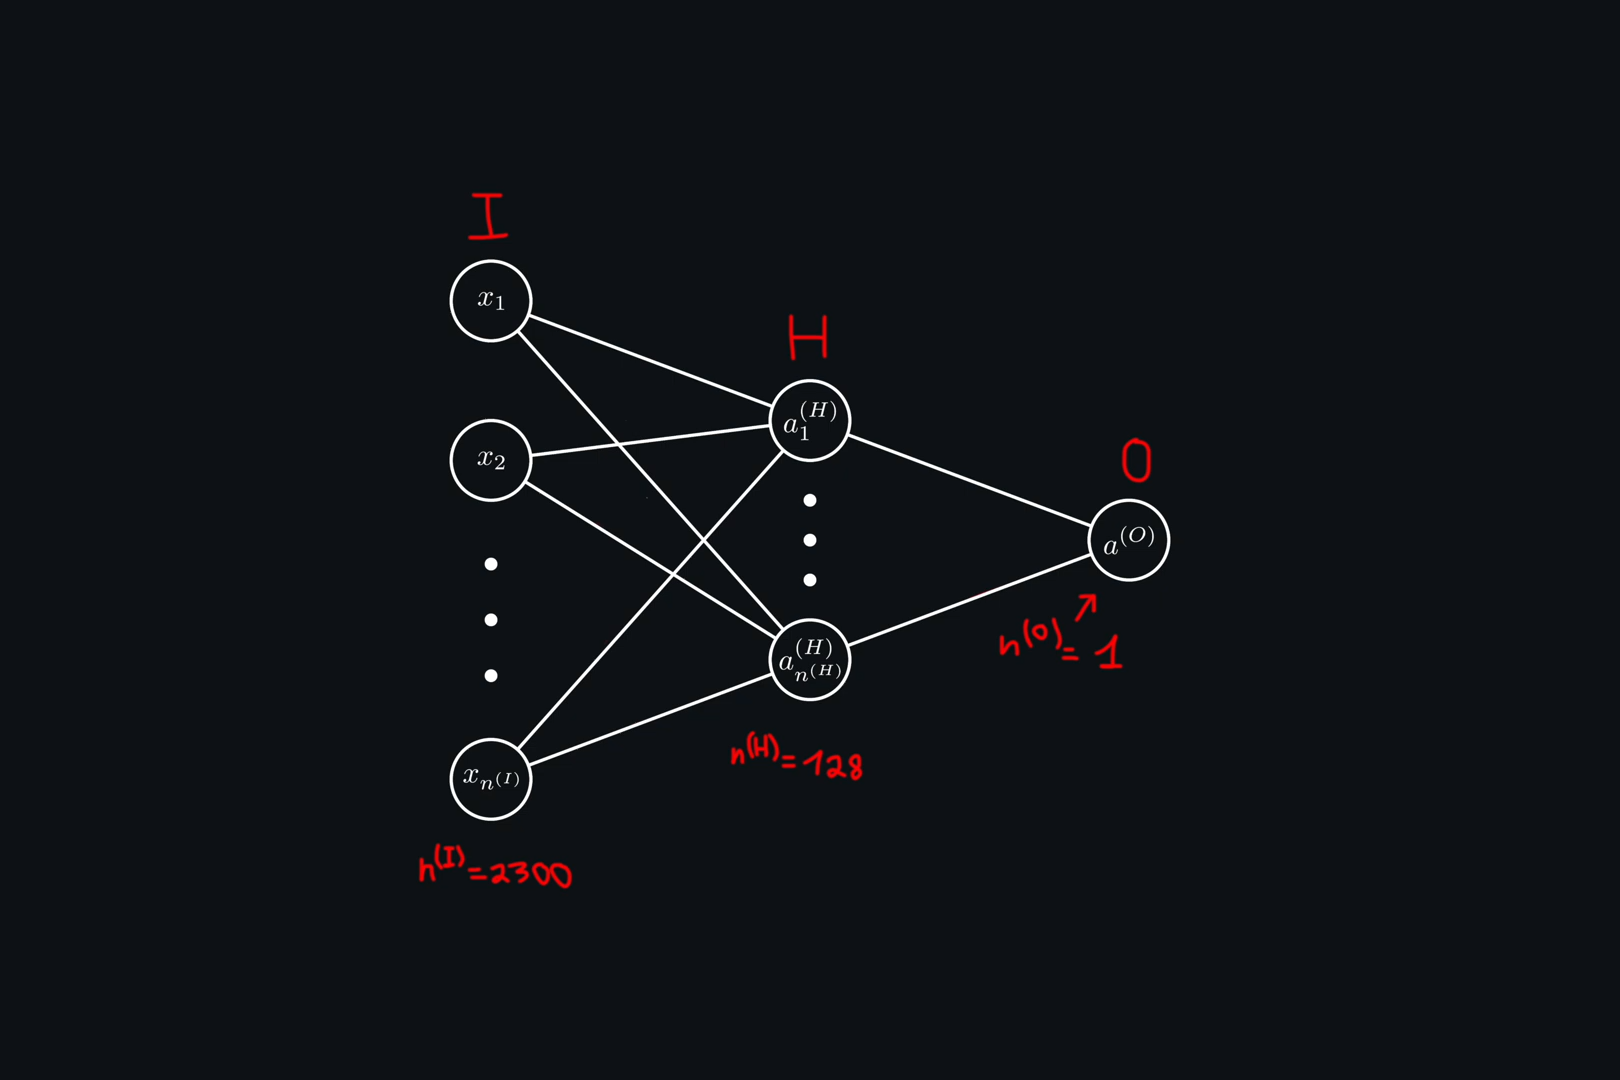 I
x₁
H
a₁^(H)
x₂
O
a^(O)
n^(O) = 1
a_{n^(H)}^(H)
n^(H) = 128
x_{n^(I)}
n^(I) = 2300